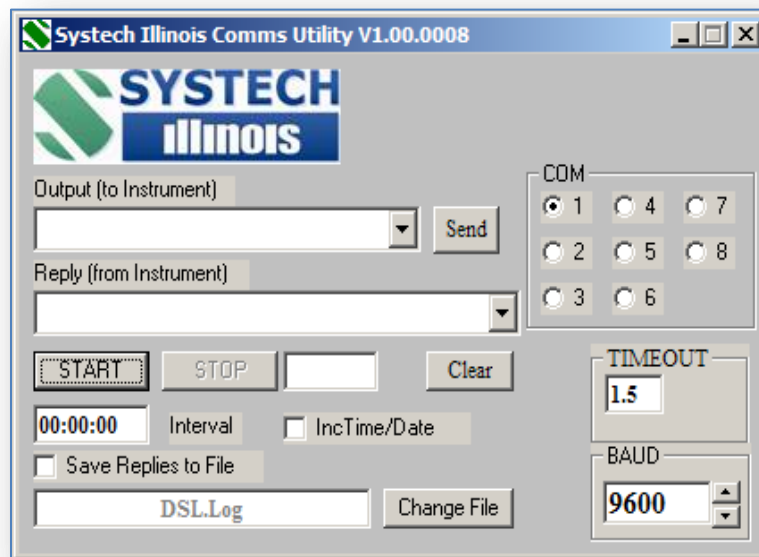 Systech Illinois Comms Utility V1.00.0008
SYSTECH
illinois
Output (to Instrument)
Send
Reply (from Instrument)
COM
1 4 7
2 5 8
3 6
START STOP Clear
TIMEOUT
1.5
00:00:00 Interval IncTime/Date
Save Replies to File
BAUD
9600
DSL.Log Change File